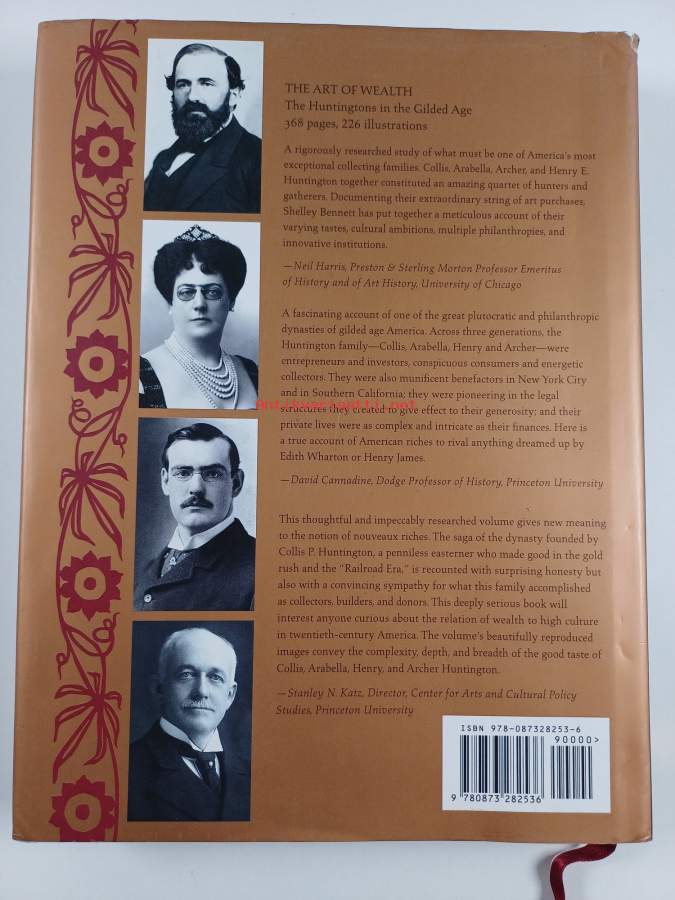 THE ART OF WEALTH
The Huntingtons in the Gilded Age
368 pages, 226 illustrations
A rigorously researched study of what must be one of America's most
exceptional collecting families. Collis, Arabella, Archer, and Henry E.
Huntington together constituted an amazing quartet of hunters and
gatherers. Documenting their extraordinary string of art purchases,
Shelley Bennett has put together a meticulous account of their
varying tastes, cultural ambitions, multiple philanthropies, and
innovative institutions.
—Neil Harris, Preston & Sterling Morton Professor Emeritus
of History and of Art History, University of Chicago
A fascinating account of one of the great plutocratic and philanthropic
dynasties of gilded age America. Across three generations, the
Huntington family—Collis, Arabella, Henry and Archer—were
entrepreneurs and investors, conspicuous consumers and energetic
collectors. They were also munificent benefactors in New York City
and in Southern California; they were pioneering in the legal
structures they created to give effect to their generosity; and their
private lives were as complex and intricate as their finances. Here is
a true account of American riches to rival anything dreamed up by
Edith Wharton or Henry James.
—David Cannadine, Dodge Professor of History, Princeton University
This thoughtful and impeccably researched volume gives new meaning
to the notion of nouveaux riches. The saga of the dynasty founded by
Collis P. Huntington, a penniless easterner who made good in the gold
rush and the "Railroad Era," is recounted with surprising honesty but
also with a convincing sympathy for what this family accomplished
as collectors, builders, and donors. This deeply serious book will
interest anyone curious about the relation of wealth to high culture
in twentieth-century America. The volume's beautifully reproduced
images convey the complexity, depth, and breadth of the good taste of
Collis, Arabella, Henry, and Archer Huntington.
—Stanley N. Katz, Director, Center for Arts and Cultural Policy
Studies, Princeton University
ISBN 978-087328253-6
90000>
9 780873 282536